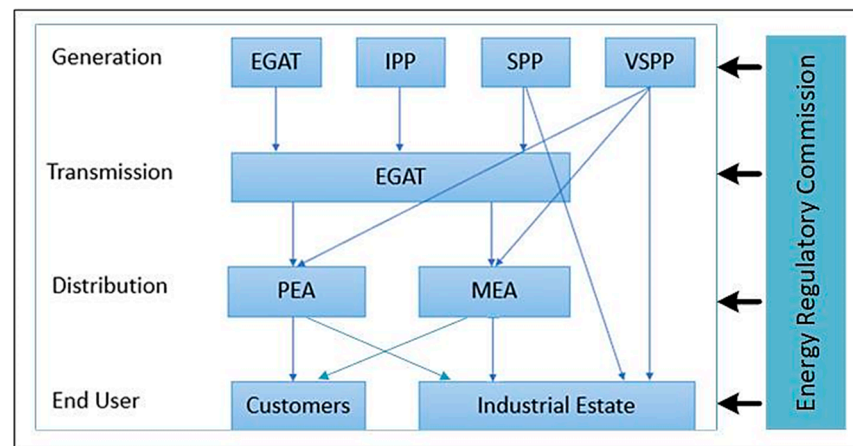 Generation
EGAT
IPP
SPP
VSPP
Transmission
EGAT
Distribution
PEA
MEA
End User
Customers
Industrial Estate
Energy Regulatory Commission